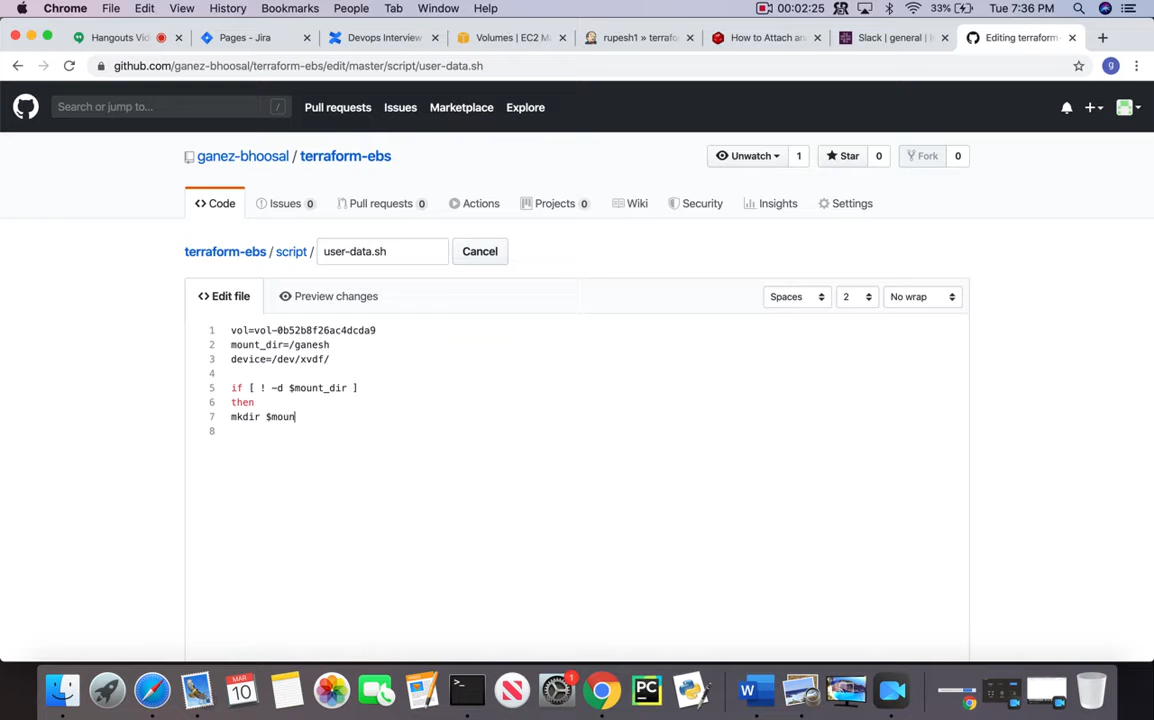 Chrome File Edit View History Bookmarks People Tab Window Help 00:02:25 33% Tue 7:36 PM
Hangouts Vi Pages - Jira Devops Interview Volumes | EC2 M rupesh1 » terrafo How to Attach an Slack | general | Editing terraform
github.com/ganez-bhoosal/terraform-ebs/edit/master/script/user-data.sh g
Search or jump to... / Pull requests Issues Marketplace Explore
ganez-bhoosal / terraform-ebs Unwatch 1 Star 0 Fork 0
Code Issues 0 Pull requests 0 Actions Projects 0 Wiki Security Insights Settings
terraform-ebs / script / user-data.sh Cancel
Edit file Preview changes Spaces 2 No wrap
1 vol=vol-0b52b8f26ac4dcda9
2 mount_dir=/ganesh
3 device=/dev/xvdf/
4
5 if [ ! -d $mount_dir ]
6 then
7 mkdir $moun
8
MAR 10 1 PC W